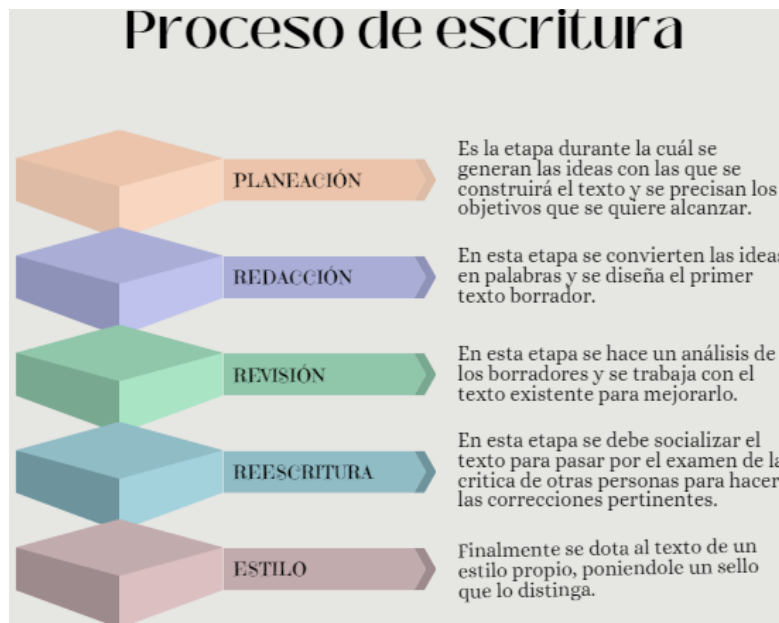 Proceso de escritura
PLANEACIÓN
Es la etapa durante la cuál se
generan las ideas con las que se
construirá el texto y se precisan los
objetivos que se quiere alcanzar.
REDACCIÓN
En esta etapa se convierten las ideas
en palabras y se diseña el primer
texto borrador.
REVISIÓN
En esta etapa se hace un análisis de
los borradores y se trabaja con el
texto existente para mejorarlo.
REESCRITURA
En esta etapa se debe socializar el
texto para pasar por el examen de la
critica de otras personas para hacer
las correcciones pertinentes.
ESTILO
Finalmente se dota al texto de un
estilo propio, poniendole un sello
que lo distinga.